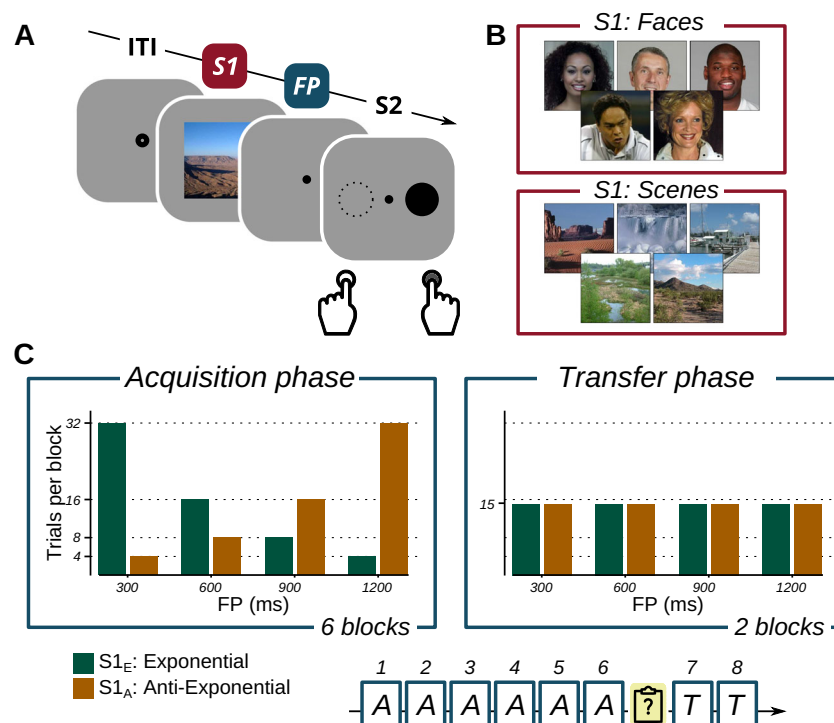 A
ITI
S1
FP
S2
B
S1: Faces
S1: Scenes
C
Acquisition phase
Trials per block
32
16
8
4
300 600 900 1200
FP (ms)
6 blocks
Transfer phase
15
300 600 900 1200
FP (ms)
2 blocks
S1E: Exponential
S1A: Anti-Exponential
1 2 3 4 5 6 7 8
A A A A A A ? T T